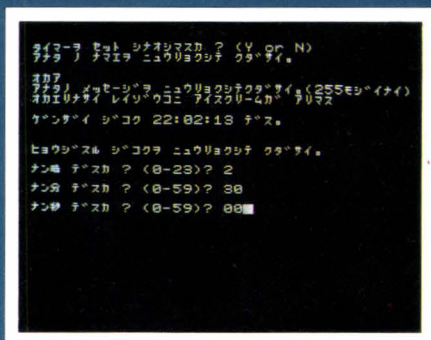 タイマーヲ セット シナオシマスカ ? (Y or N)
アナタ ノ ナマエヲ ニュウリョクシテ クダサイ。
オカア
アナタノ メッセージヲ ニュウリョクシテクダサイ。(255モジイナイ)
オカエリナサイ レイゾウコニ アイスクリームガ アリマス
ゲンザイ ジコク 22:02:13 デス。
ヒョウジスル ジコクヲ ニュウリョクシテ クダサイ。
ナン時 デスカ ? (0-23)? 2
ナン分 デスカ ? (0-59)? 30
ナン秒 デスカ ? (0-59)? 00